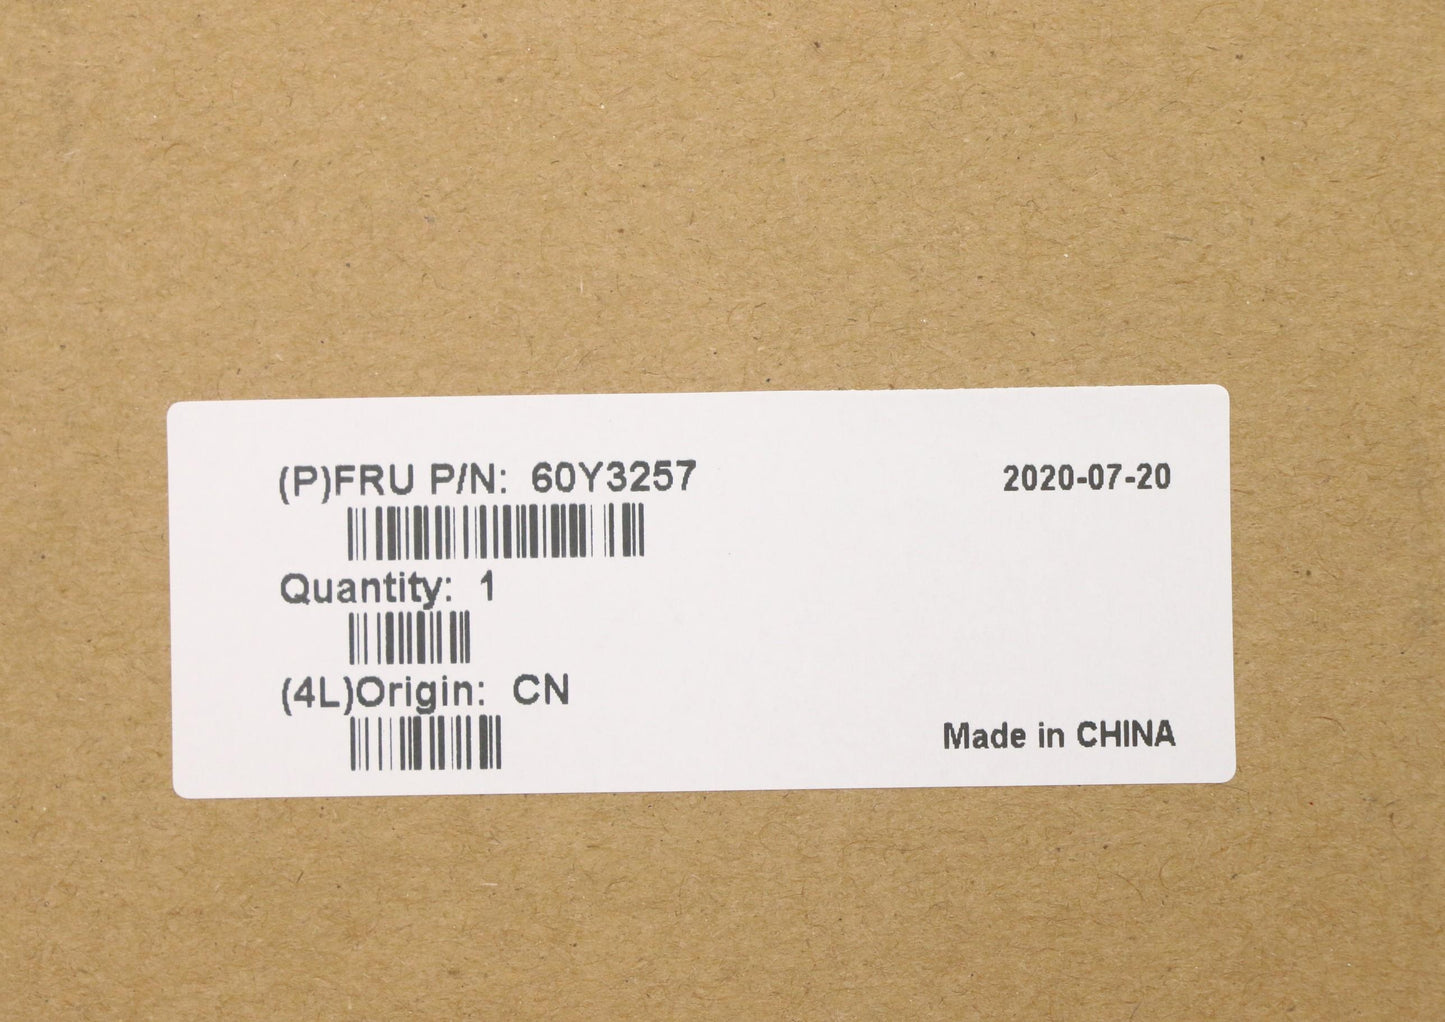 (P)FRU P/N: 60Y3257
2020-07-20
Quantity: 1
(4L)Origin: CN
Made in CHINA